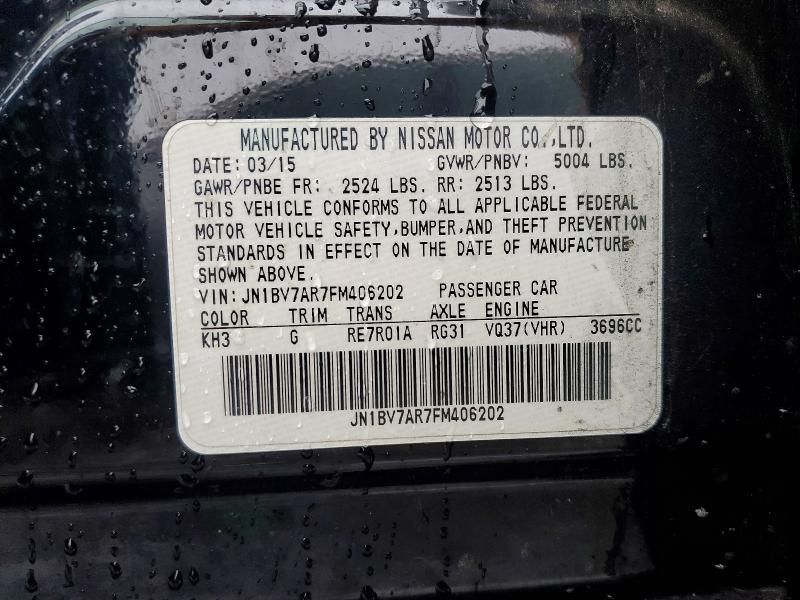 MANUFACTURED BY NISSAN MOTOR CO.,LTD.
DATE: 03/15 GVWR/PNBV: 5004 LBS.
GAWR/PNBE FR: 2524 LBS. RR: 2513 LBS.
THIS VEHICLE CONFORMS TO ALL APPLICABLE FEDERAL
MOTOR VEHICLE SAFETY,BUMPER,AND THEFT PREVENTION
STANDARDS IN EFFECT ON THE DATE OF MANUFACTURE
SHOWN ABOVE.
VIN:JN1BV7AR7FM406202 PASSENGER CAR
COLOR TRIM TRANS AXLE ENGINE
KH3 G RE7R01A RG31 VQ37(VHR) 3696CC
JN1BV7AR7FM406202